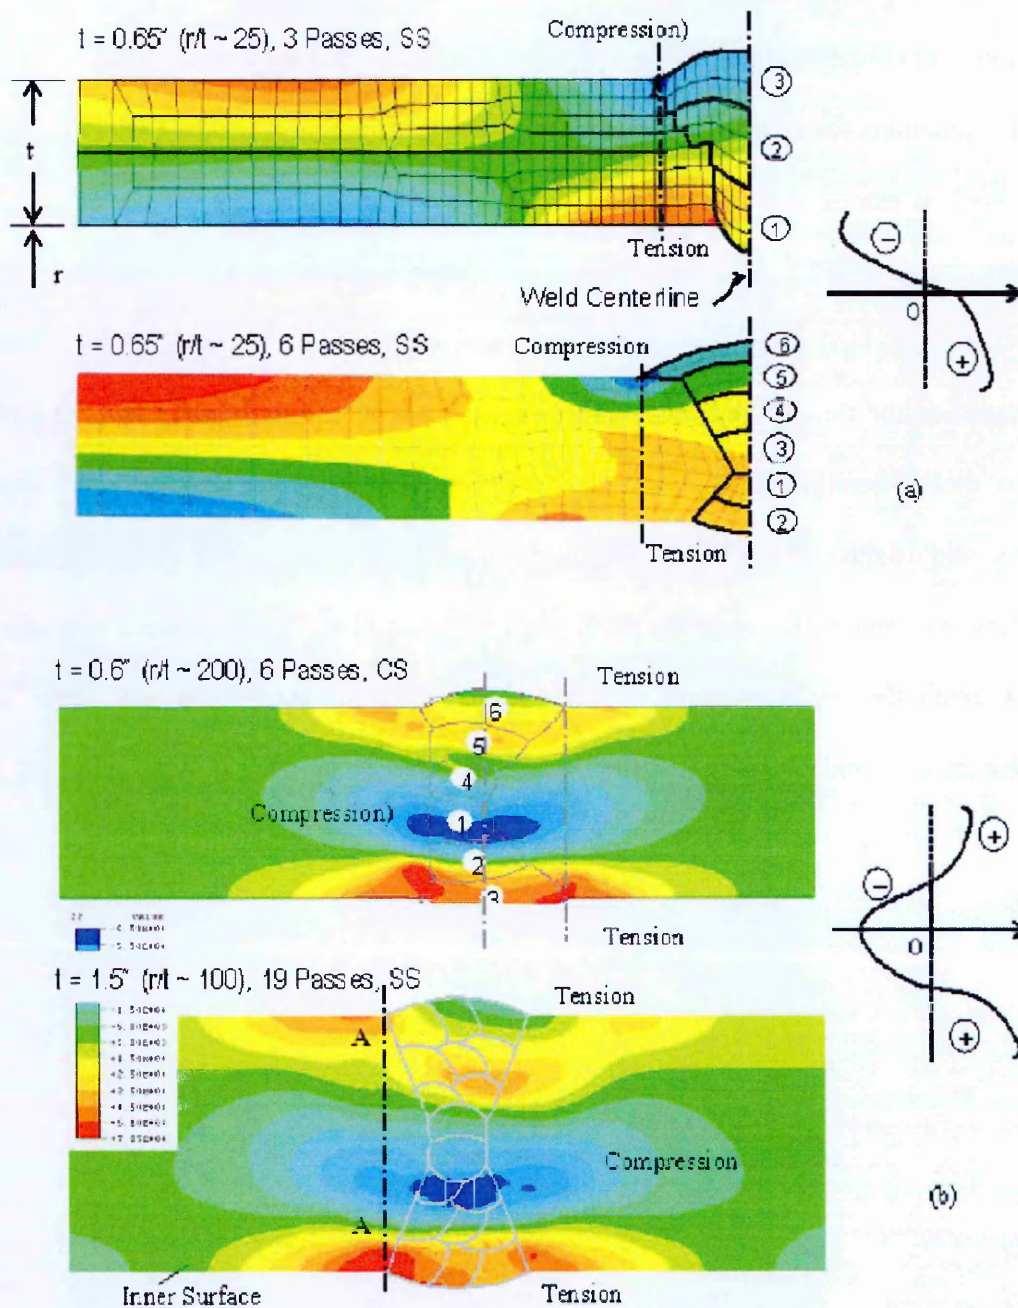 t = 0.65" (r/t ~ 25), 3 Passes, SS
Compression)
3
t
2
1
r
Tension
Weld Centerline
−
0
+
t = 0.65" (r/t ~ 25), 6 Passes, SS
Compression
6
5
4
3
1
2
Tension
(a)
t = 0.6" (r/t ~ 200), 6 Passes, CS
Tension
6
5
4
Compression)
1
2
3
Tension
VALUE
+
−
0
+
t = 1.5" (r/t ~ 100), 19 Passes, SS
Tension
A
Compression
A
(b)
Inner Surface
Tension